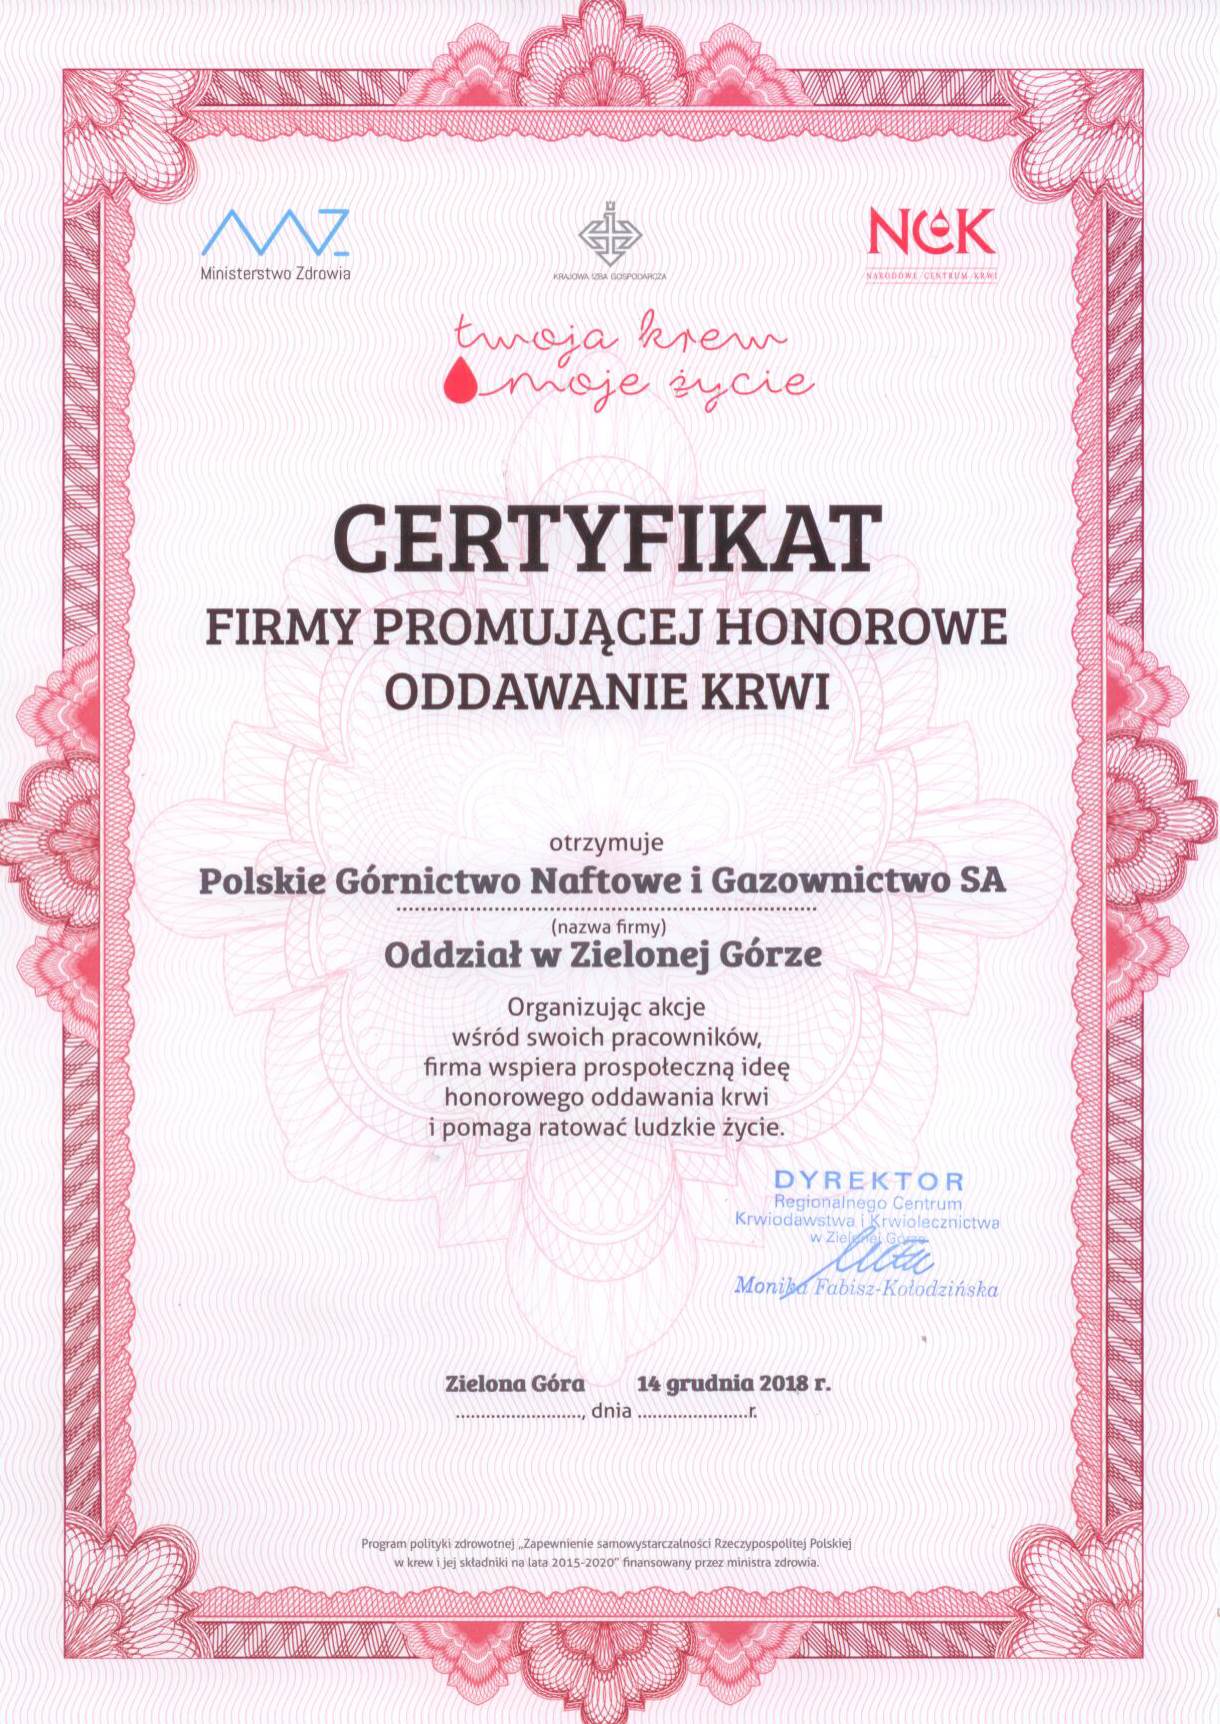 Ministerstwo Zdrowia
KRAJOWA IZBA GOSPODARCZA
NCK
NARODOWE CENTRUM KRWI
twoja krew
moje życie
CERTYFIKAT
FIRMY PROMUJĄCEJ HONOROWE
ODDAWANIE KRWI
otrzymuje
Polskie Górnictwo Naftowe i Gazownictwo SA
(nazwa firmy)
Oddział w Zielonej Górze
Organizując akcje
wśród swoich pracowników,
firma wspiera prospołeczną ideę
honorowego oddawania krwi
i pomaga ratować ludzkie życie.
DYREKTOR
Regionalnego Centrum
Krwiodawstwa i Krwiolecznictwa
w Zielonej Górze
Monika Fabisz-Kołodzińska
Zielona Góra 14 grudnia 2018 r.
........................, dnia .....................r.
Program polityki zdrowotnej „Zapewnienie samowystarczalności Rzeczypospolitej Polskiej
w krew i jej składniki na lata 2015-2020” finansowany przez ministra zdrowia.